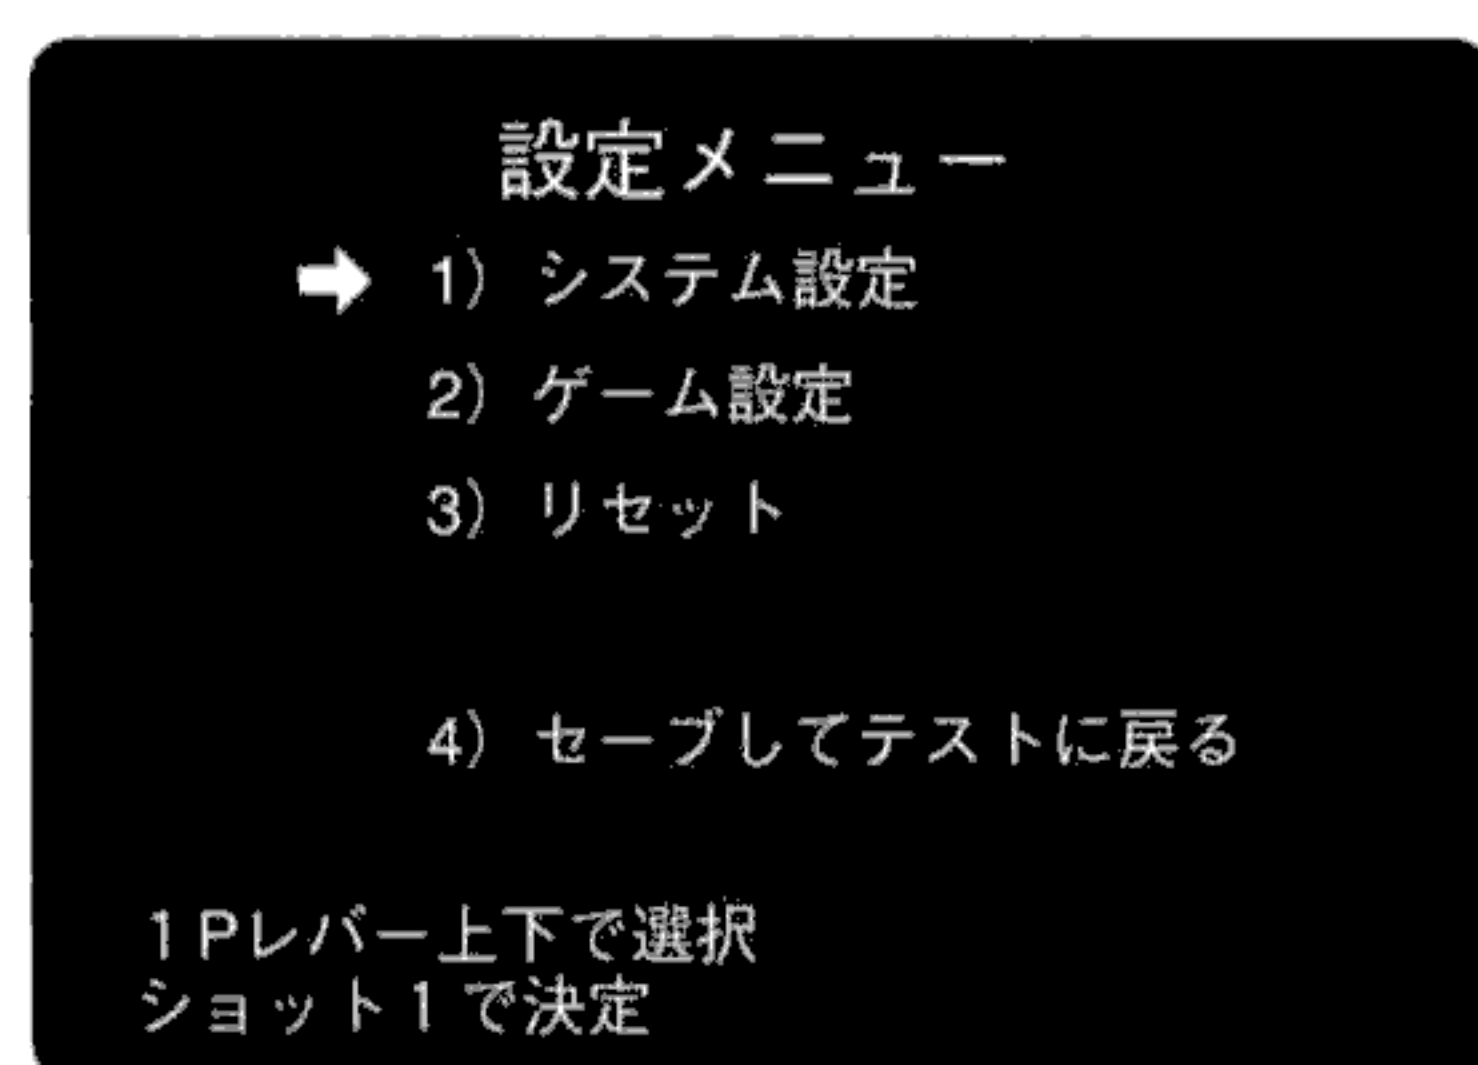 設定メニュー
➡ 1) システム設定
2) ゲーム設定
3) リセット
4) セーブしてテストに戻る
1Pレバー上下で選択
ショット1で決定